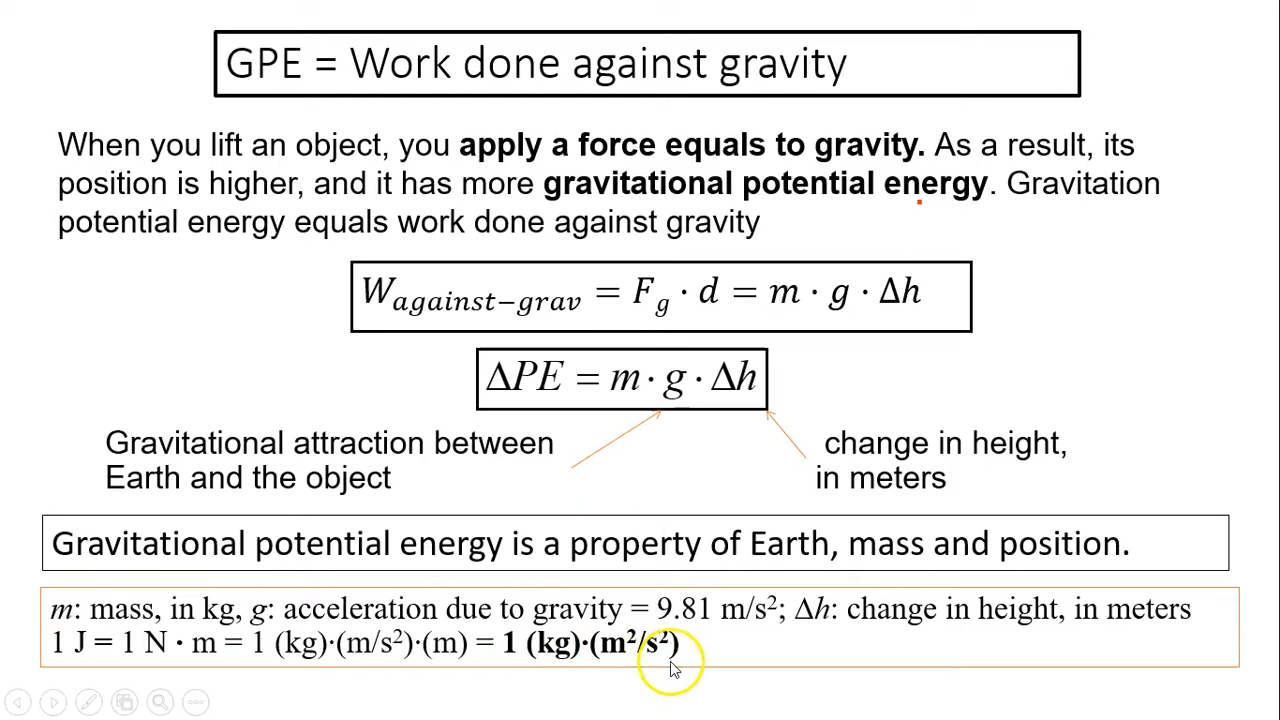 GPE = Work done against gravity
When you lift an object, you apply a force equals to gravity. As a result, its
position is higher, and it has more gravitational potential energy. Gravitation
potential energy equals work done against gravity
W_{against-grav} = F_g · d = m · g · Δh
ΔPE = m · g · Δh
Gravitational attraction between
Earth and the object
change in height,
in meters
Gravitational potential energy is a property of Earth, mass and position.
m: mass, in kg, g: acceleration due to gravity = 9.81 m/s²; Δh: change in height, in meters
1 J = 1 N · m = 1 (kg)·(m/s²)·(m) = 1 (kg)·(m²/s²)